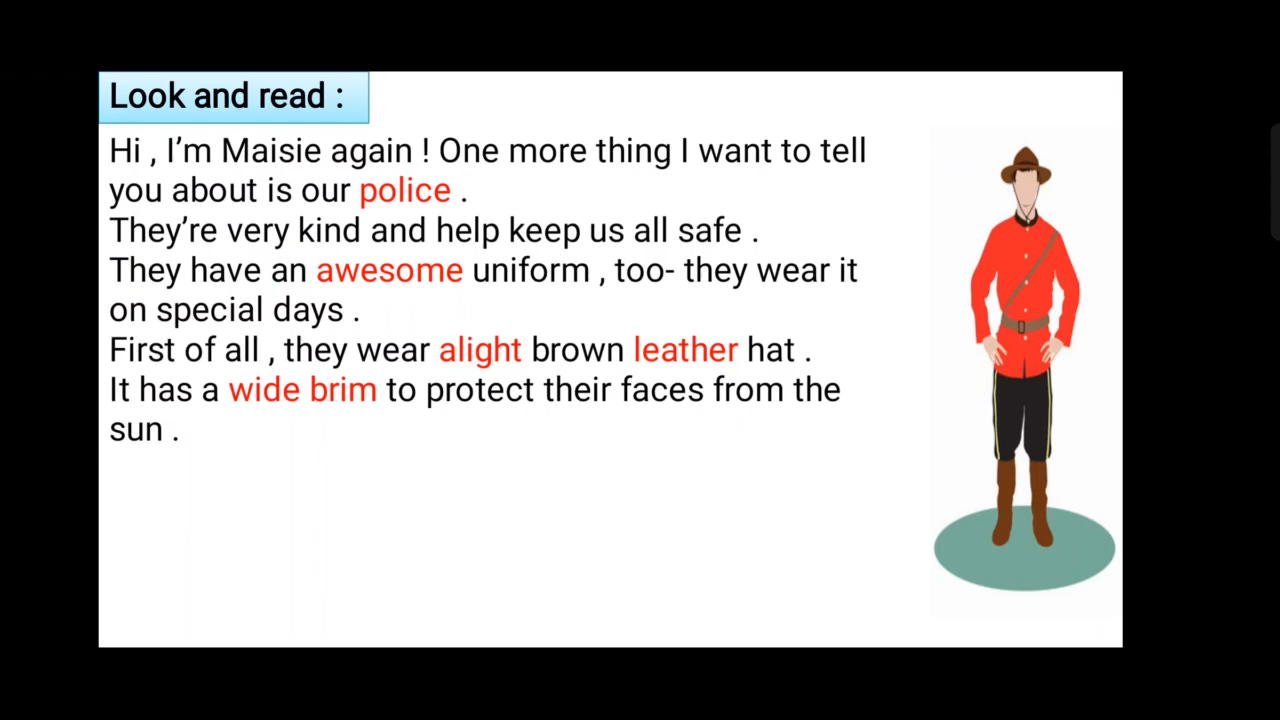 Look and read :
Hi , I’m Maisie again ! One more thing I want to tell
you about is our police .
They’re very kind and help keep us all safe .
They have an awesome uniform , too- they wear it
on special days .
First of all , they wear alight brown leather hat .
It has a wide brim to protect their faces from the
sun .